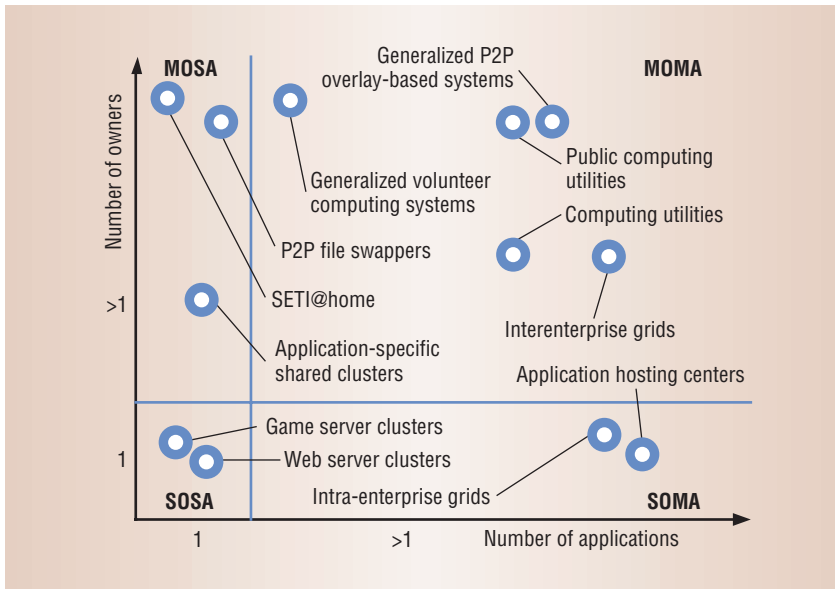 MOSA
Generalized P2P
overlay-based systems
MOMA
Number of owners
Public computing
utilities
Generalized volunteer
computing systems
Computing utilities
P2P file swappers
>1
SETI@home
Interenterprise grids
Application-specific
shared clusters
Application hosting centers
Game server clusters
1
Web server clusters
Intra-enterprise grids
SOSA
SOMA
1
>1
Number of applications